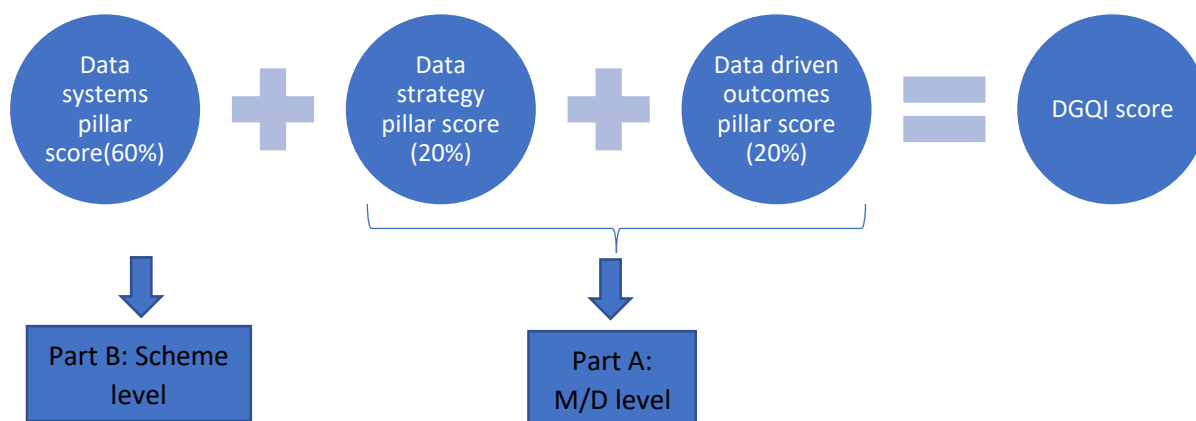 Data
systems
pillar
score(60%)
Data
strategy
pillar score
(20%)
Data driven
outcomes
pillar score
(20%)
DGQI score
Part B: Scheme
level
Part A:
M/D level